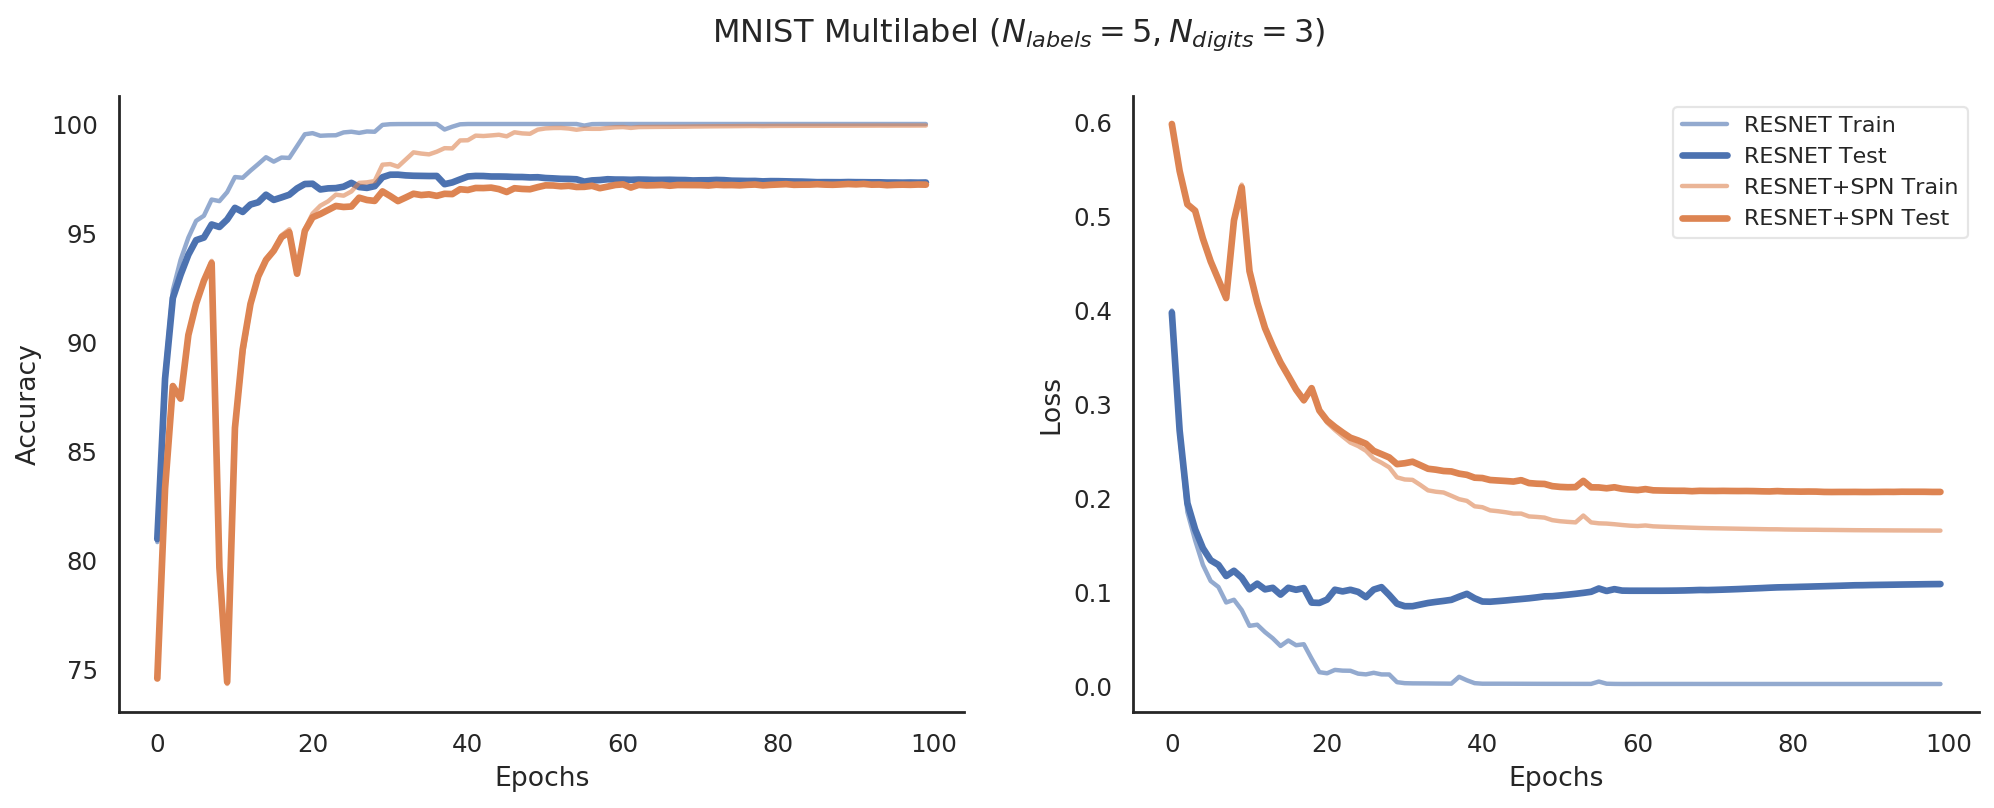 MNIST Multilabel (N_labels = 5, N_digits = 3)
100
95
90
85
80
75
Accuracy
0 20 40 60 80 100
Epochs
0.6
0.5
0.4
0.3
0.2
0.1
0.0
Loss
0 20 40 60 80 100
Epochs
RESNET Train
RESNET Test
RESNET+SPN Train
RESNET+SPN Test